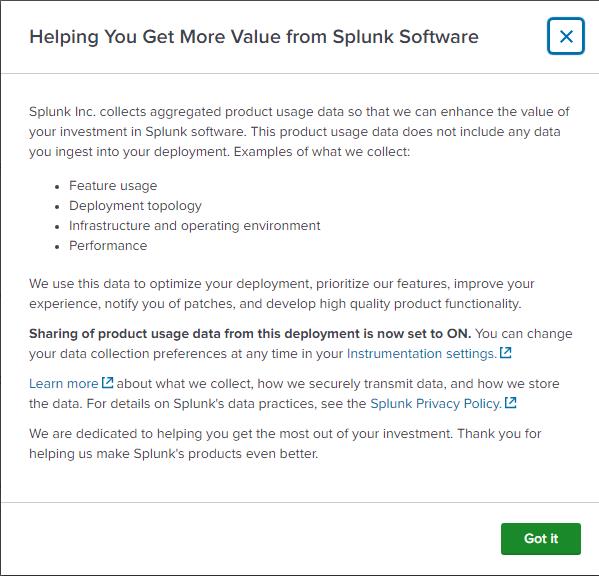 Helping You Get More Value from Splunk Software
Splunk Inc. collects aggregated product usage data so that we can enhance the value of
your investment in Splunk software. This product usage data does not include any data
you ingest into your deployment. Examples of what we collect:
• Feature usage
• Deployment topology
• Infrastructure and operating environment
• Performance
We use this data to optimize your deployment, prioritize our features, improve your
experience, notify you of patches, and develop high quality product functionality.
Sharing of product usage data from this deployment is now set to ON. You can change
your data collection preferences at any time in your Instrumentation settings.
Learn more about what we collect, how we securely transmit data, and how we store
the data. For details on Splunk's data practices, see the Splunk Privacy Policy.
We are dedicated to helping you get the most out of your investment. Thank you for
helping us make Splunk's products even better.
Got it